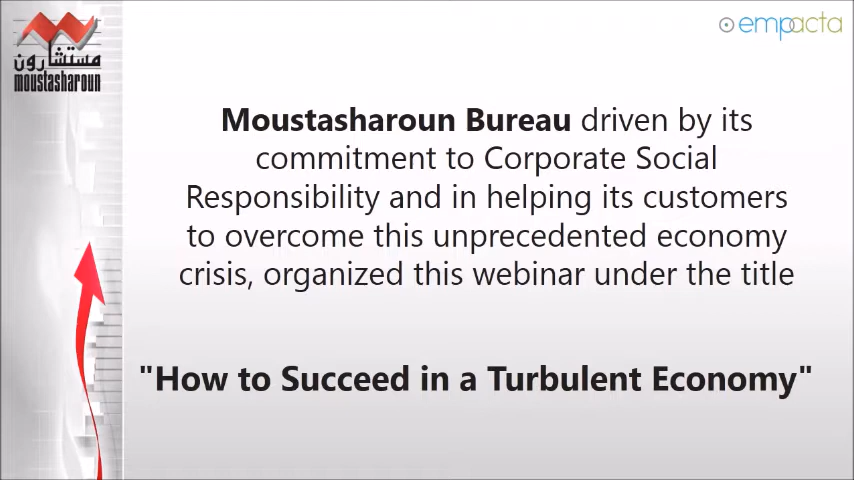 مستشارون
moustasharoun
empacta
Moustasharoun Bureau driven by its
commitment to Corporate Social
Responsibility and in helping its customers
to overcome this unprecedented economy
crisis, organized this webinar under the title
"How to Succeed in a Turbulent Economy"